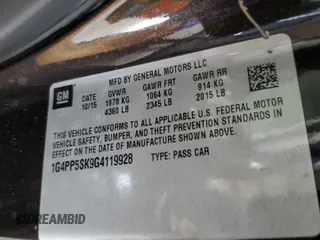 GM
MFD BY GENERAL MOTORS LLC
DATE GVWR GAWR FRT GAWR RR
10/15 1978 KG 1064 KG 914 KG
4360 LB 2345 LB 2015 LB
THIS VEHICLE CONFORMS TO ALL APPLICABLE U.S. FEDERAL MOTOR
VEHICLE SAFETY, BUMPER, AND THEFT PREVENTION STANDARDS IN
EFFECT ON THE DATE OF MANUFACTURE SHOWN ABOVE.
1G4PP5SK9G4119928 TYPE: PASS CAR
©DREAMBID